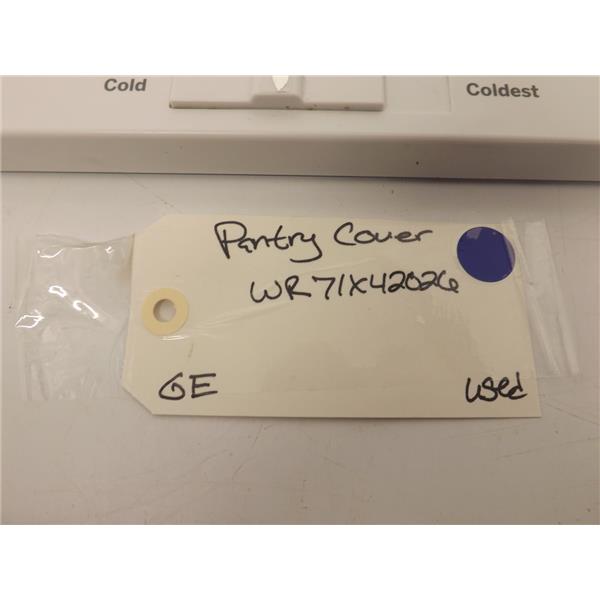 Cold
Coldest
Pantry Cover
WR71X42026
GE
used